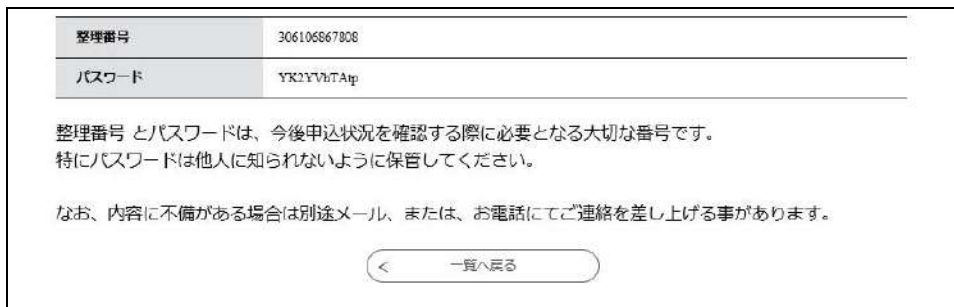 整理番号 306106867808
パスワード YK2YVhTAtp
整理番号 とパスワードは、今後申込状況を確認する際に必要となる大切な番号です。
特にパスワードは他人に知られないように保管してください。
なお、内容に不備がある場合は別途メール、または、お電話にてご連絡を差し上げる事があります。
< 一覧へ戻る